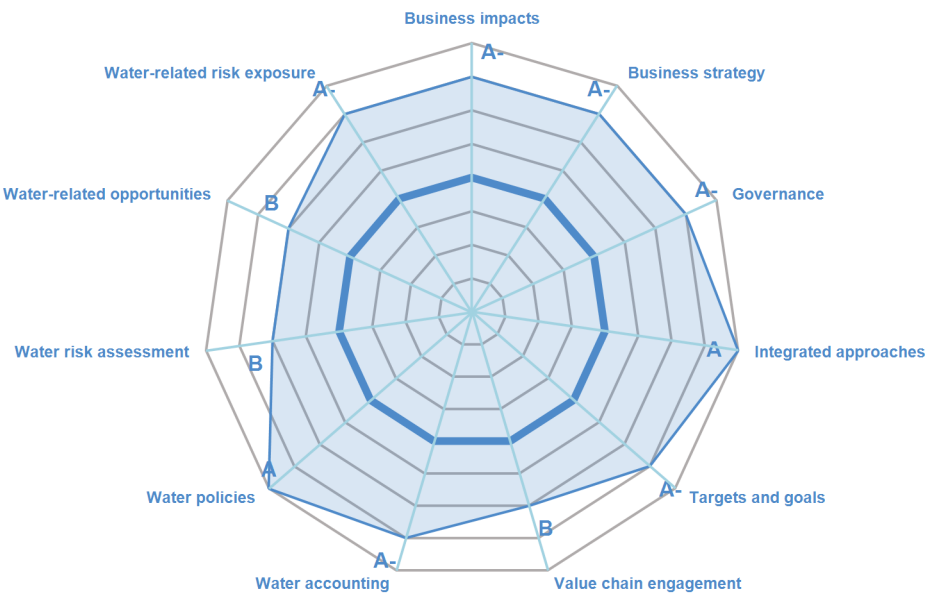 Business impacts
A-
Water-related risk exposure
A-
Business strategy
A-
Water-related opportunities
B
Governance
A-
Water risk assessment
B
Integrated approaches
A
Water policies
A
Targets and goals
A-
Water accounting
A-
Value chain engagement
B